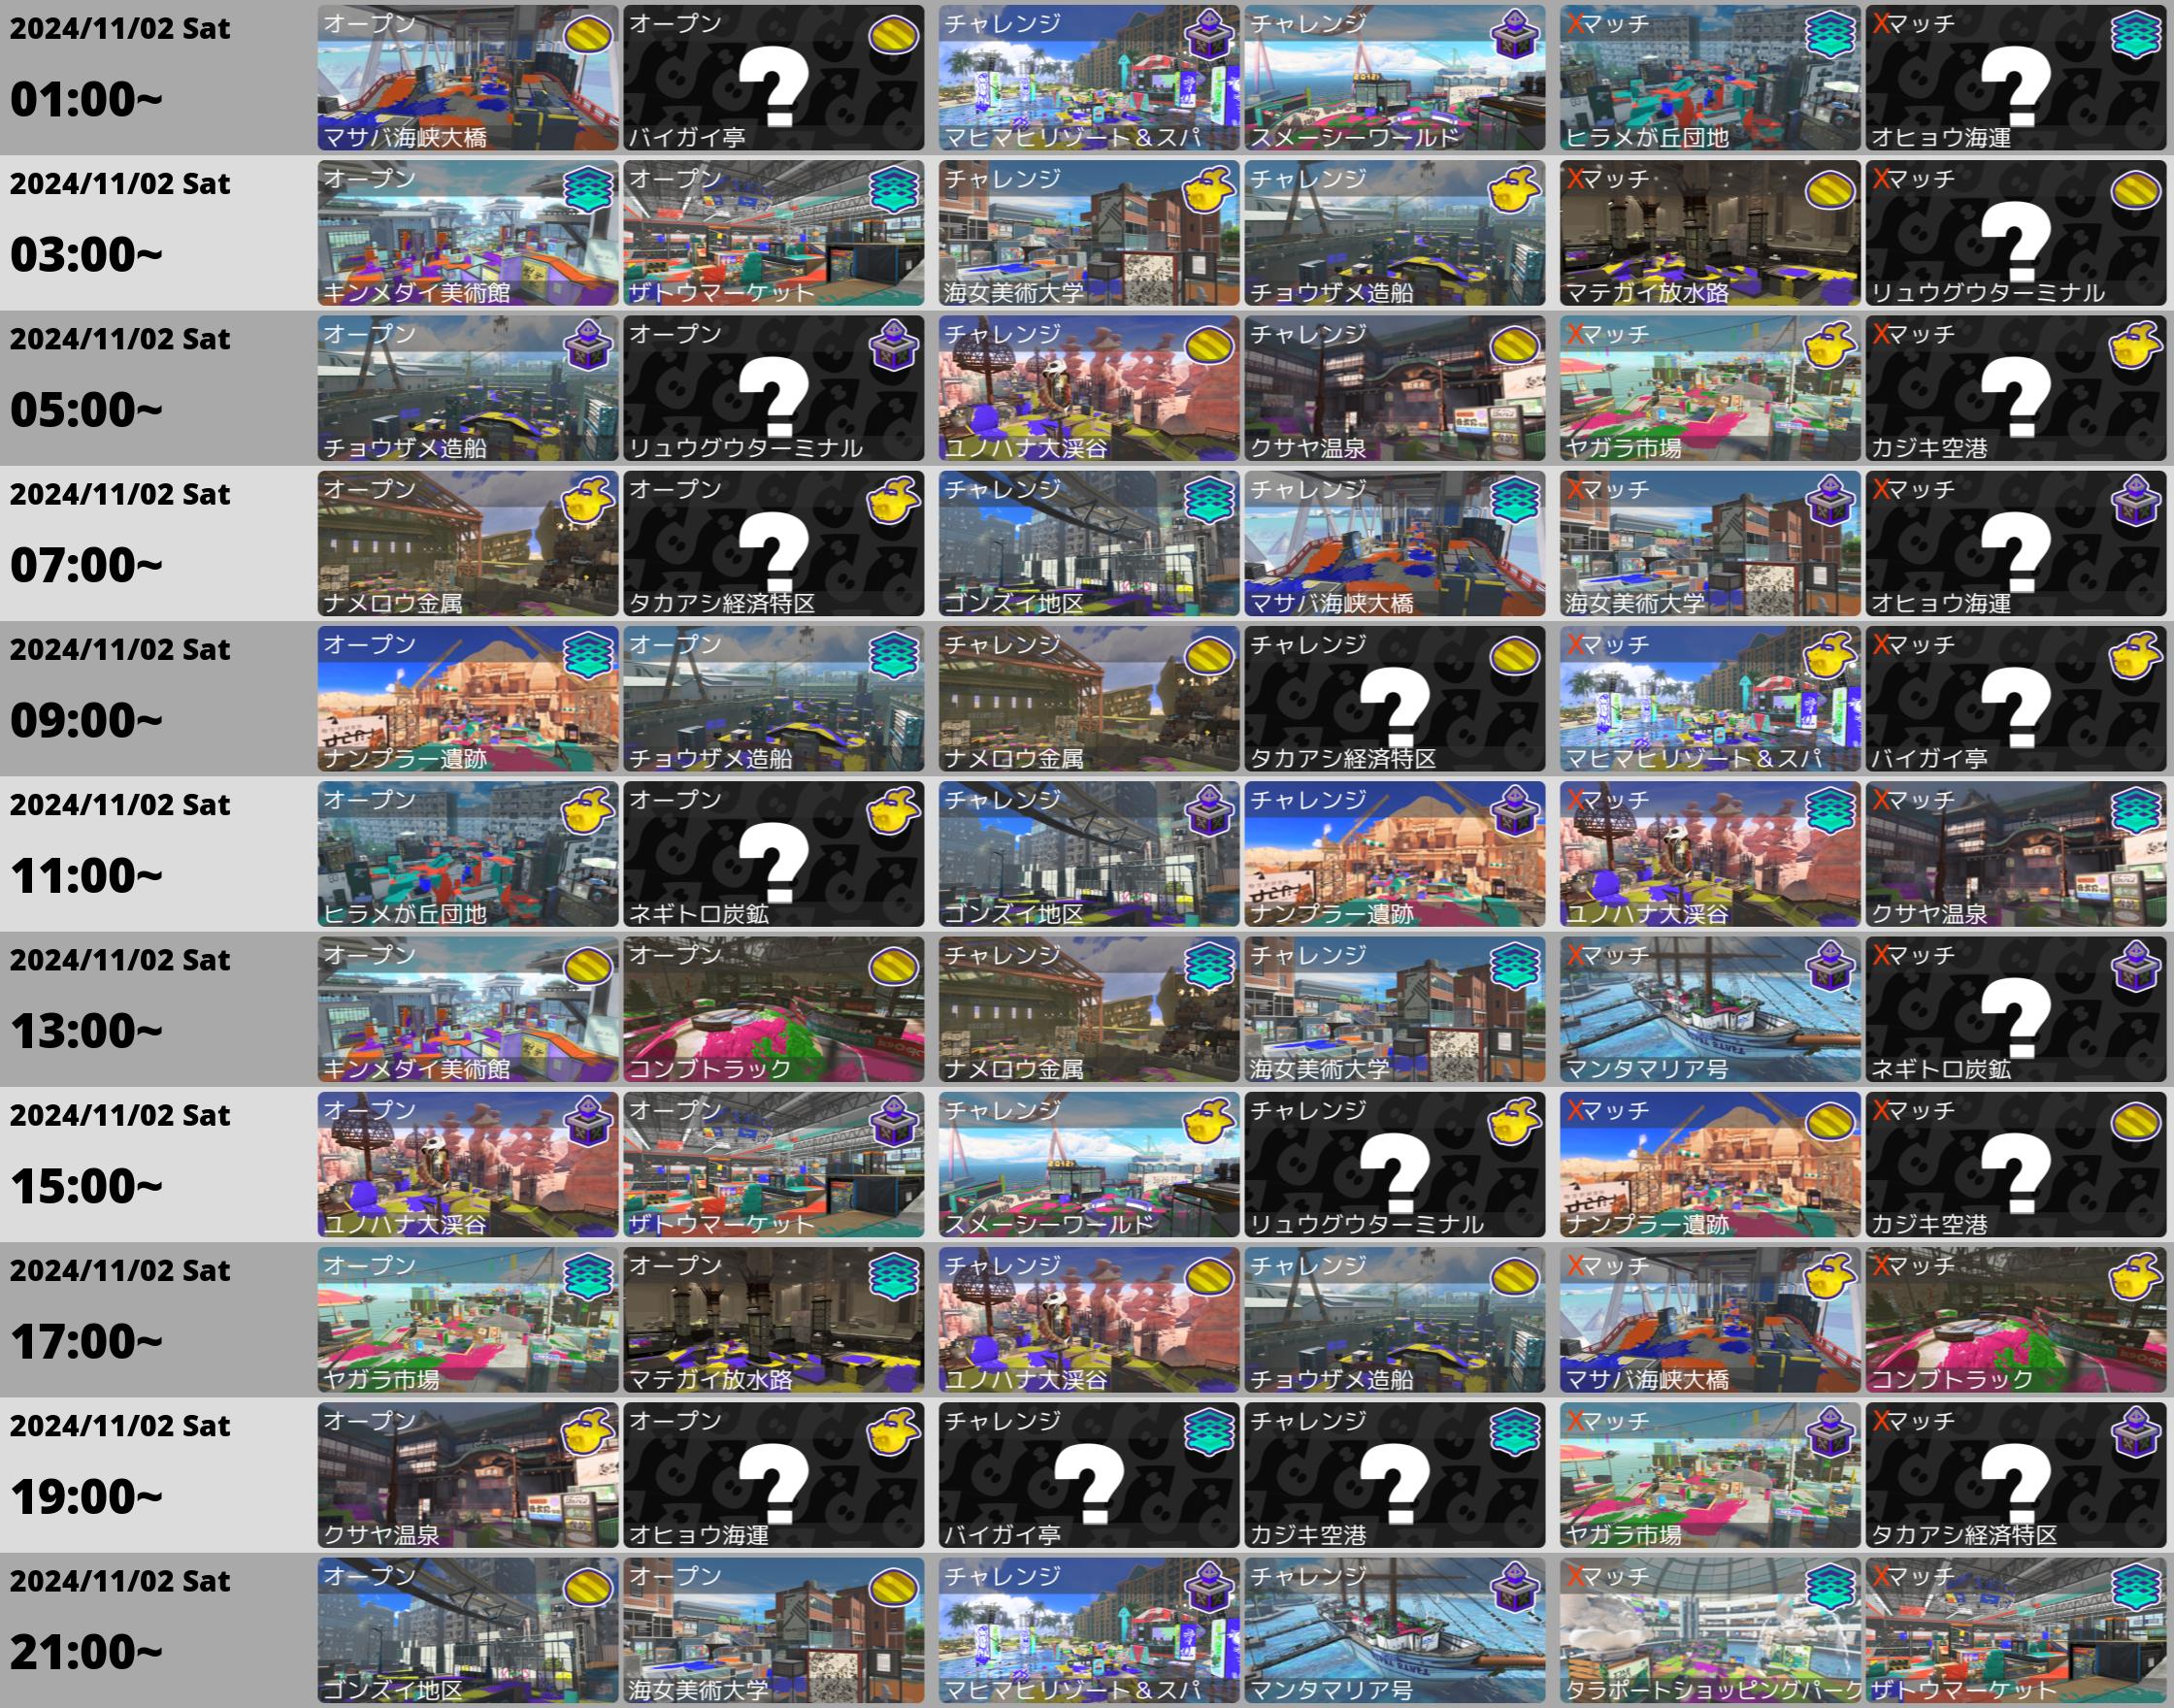 2024/11/02 Sat
01:00~
オープン
マサバ海峡大橋
オープン
?
バイガイ亭
チャレンジ
マヒマヒリゾート＆スパ
チャレンジ
スメーシーワールド
Xマッチ
ヒラメが丘団地
Xマッチ
?
オヒョウ海運
2024/11/02 Sat
03:00~
オープン
キンメダイ美術館
オープン
ザトウマーケット
チャレンジ
海女美術大学
チャレンジ
チョウザメ造船
Xマッチ
マテガイ放水路
Xマッチ
?
リュウグウターミナル
2024/11/02 Sat
05:00~
オープン
チョウザメ造船
オープン
?
リュウグウターミナル
チャレンジ
ユノハナ大渓谷
チャレンジ
クサヤ温泉
Xマッチ
ヤガラ市場
Xマッチ
?
カジキ空港
2024/11/02 Sat
07:00~
オープン
ナメロウ金属
オープン
?
タカアシ経済特区
チャレンジ
ゴンズイ地区
チャレンジ
マサバ海峡大橋
Xマッチ
海女美術大学
Xマッチ
?
オヒョウ海運
2024/11/02 Sat
09:00~
オープン
ナンプラー遺跡
オープン
チョウザメ造船
チャレンジ
ナメロウ金属
チャレンジ
?
タカアシ経済特区
Xマッチ
マヒマヒリゾート＆スパ
Xマッチ
?
バイガイ亭
2024/11/02 Sat
11:00~
オープン
ヒラメが丘団地
オープン
?
ネギトロ炭鉱
チャレンジ
ゴンズイ地区
チャレンジ
ナンプラー遺跡
Xマッチ
ユノハナ大渓谷
Xマッチ
クサヤ温泉
2024/11/02 Sat
13:00~
オープン
キンメダイ美術館
オープン
コンブトラック
チャレンジ
ナメロウ金属
チャレンジ
海女美術大学
Xマッチ
マンタマリア号
Xマッチ
?
ネギトロ炭鉱
2024/11/02 Sat
15:00~
オープン
ユノハナ大渓谷
オープン
ザトウマーケット
チャレンジ
スメーシーワールド
チャレンジ
?
リュウグウターミナル
Xマッチ
ナンプラー遺跡
Xマッチ
?
カジキ空港
2024/11/02 Sat
17:00~
オープン
ヤガラ市場
オープン
マテガイ放水路
チャレンジ
ユノハナ大渓谷
チャレンジ
チョウザメ造船
Xマッチ
マサバ海峡大橋
Xマッチ
コンブトラック
2024/11/02 Sat
19:00~
オープン
クサヤ温泉
オープン
?
オヒョウ海運
チャレンジ
?
バイガイ亭
チャレンジ
?
カジキ空港
Xマッチ
ヤガラ市場
Xマッチ
?
タカアシ経済特区
2024/11/02 Sat
21:00~
オープン
ゴンズイ地区
オープン
海女美術大学
チャレンジ
マヒマヒリゾート＆スパ
チャレンジ
マンタマリア号
Xマッチ
タラポートショッピングパーク
Xマッチ
ザトウマーケット